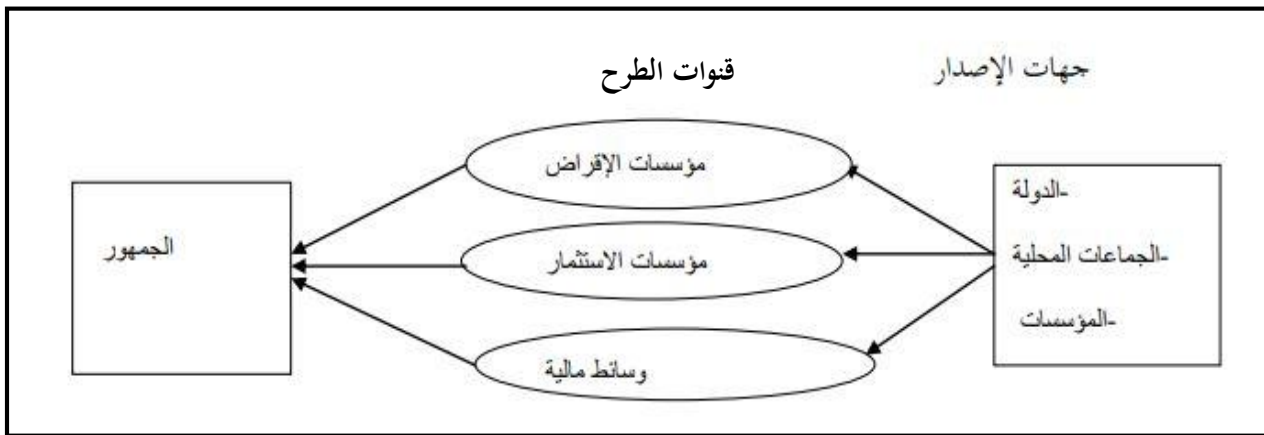 جهات الإصدار
قنوات الطرح
-الدولة
-الجماعات المحلية
-المؤسسات
مؤسسات الإقراض
مؤسسات الاستثمار
وسائط مالية
الجمهور